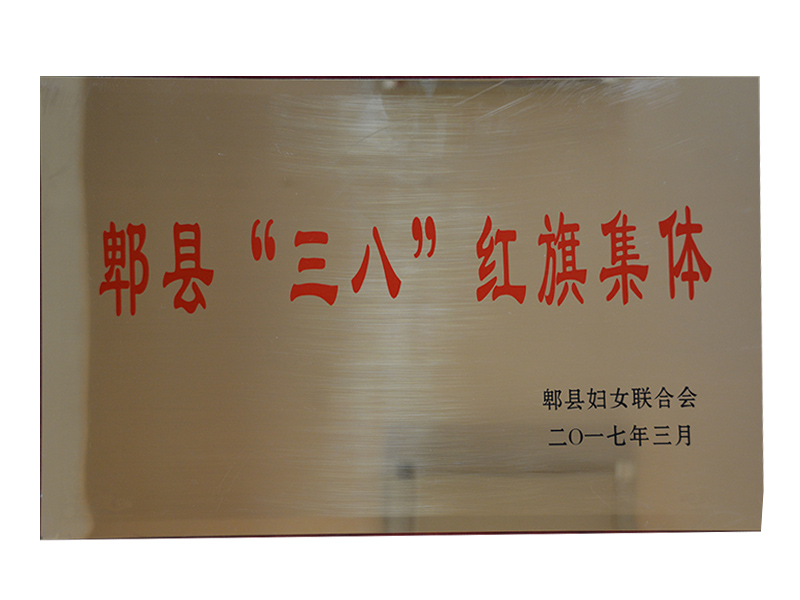 郫县“三八”红旗集体
郫县妇女联合会
二〇一七年三月